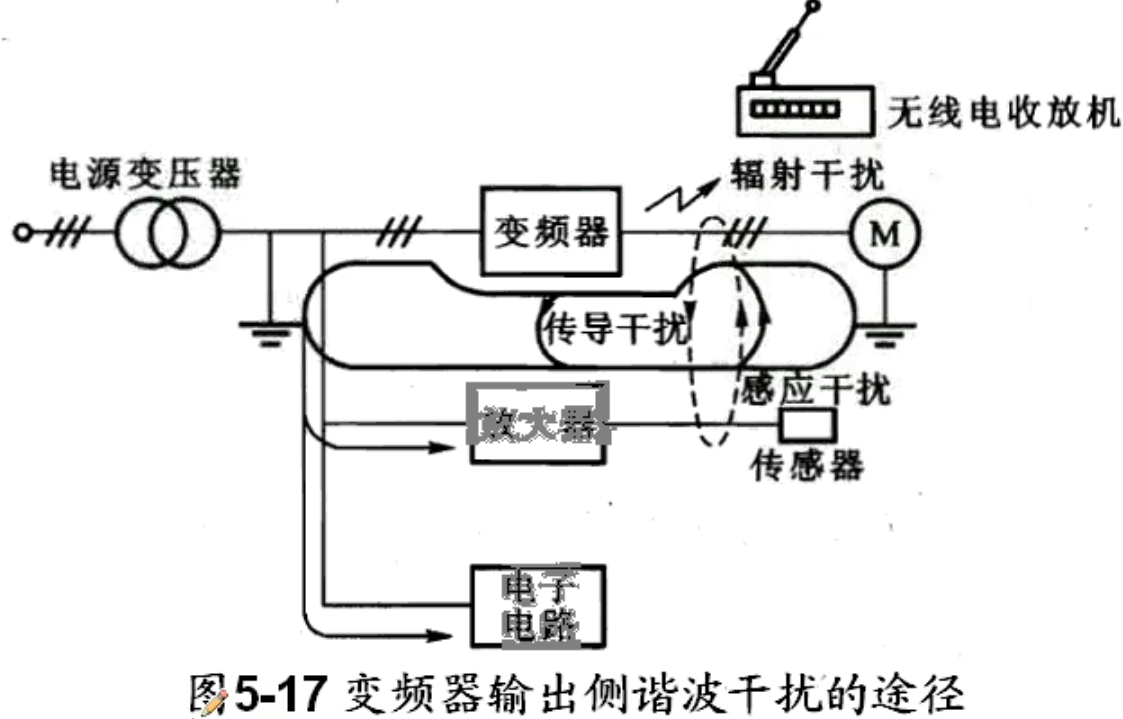 无线电收放机
电源变压器
辐射干扰
变频器
M
传导干扰
感应干扰
放大器
传感器
电子
电路
图5-17 变频器输出侧谐波干扰的途径